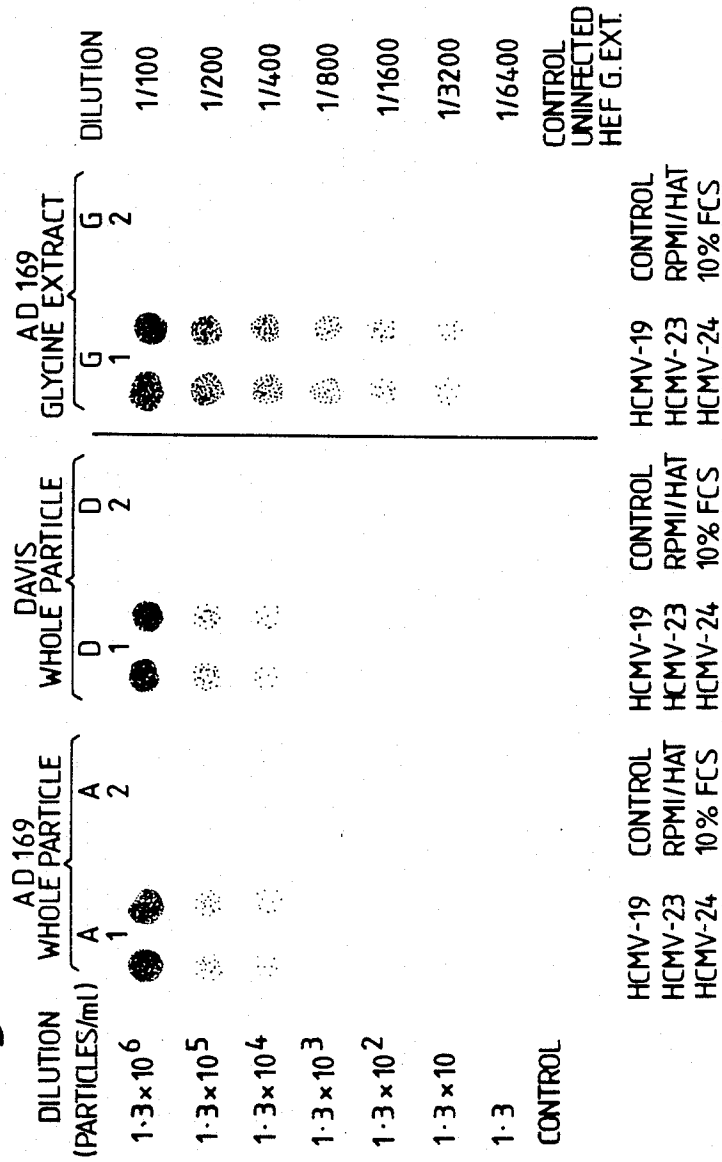 DILUTION
(PARTICLES/ml)
AD 169
WHOLE PARTICLE
A A
1 2
DAVIS
WHOLE PARTICLE
D D
1 2
AD 169
GLYCINE EXTRACT
G G
1 2
DILUTION
1·3×10⁶
1/100
1·3×10⁵
1/200
1·3×10⁴
1/400
1·3×10³
1/800
1·3×10²
1/1600
1·3×10
1/3200
1·3
1/6400
CONTROL
CONTROL
UNINFECTED
HEF G. EXT.
HCMV-19
HCMV-23
HCMV-24
CONTROL
RPMI/HAT
10% FCS
HCMV-19
HCMV-23
HCMV-24
CONTROL
RPMI/HAT
10% FCS
HCMV-19
HCMV-23
HCMV-24
CONTROL
RPMI/HAT
10% FCS